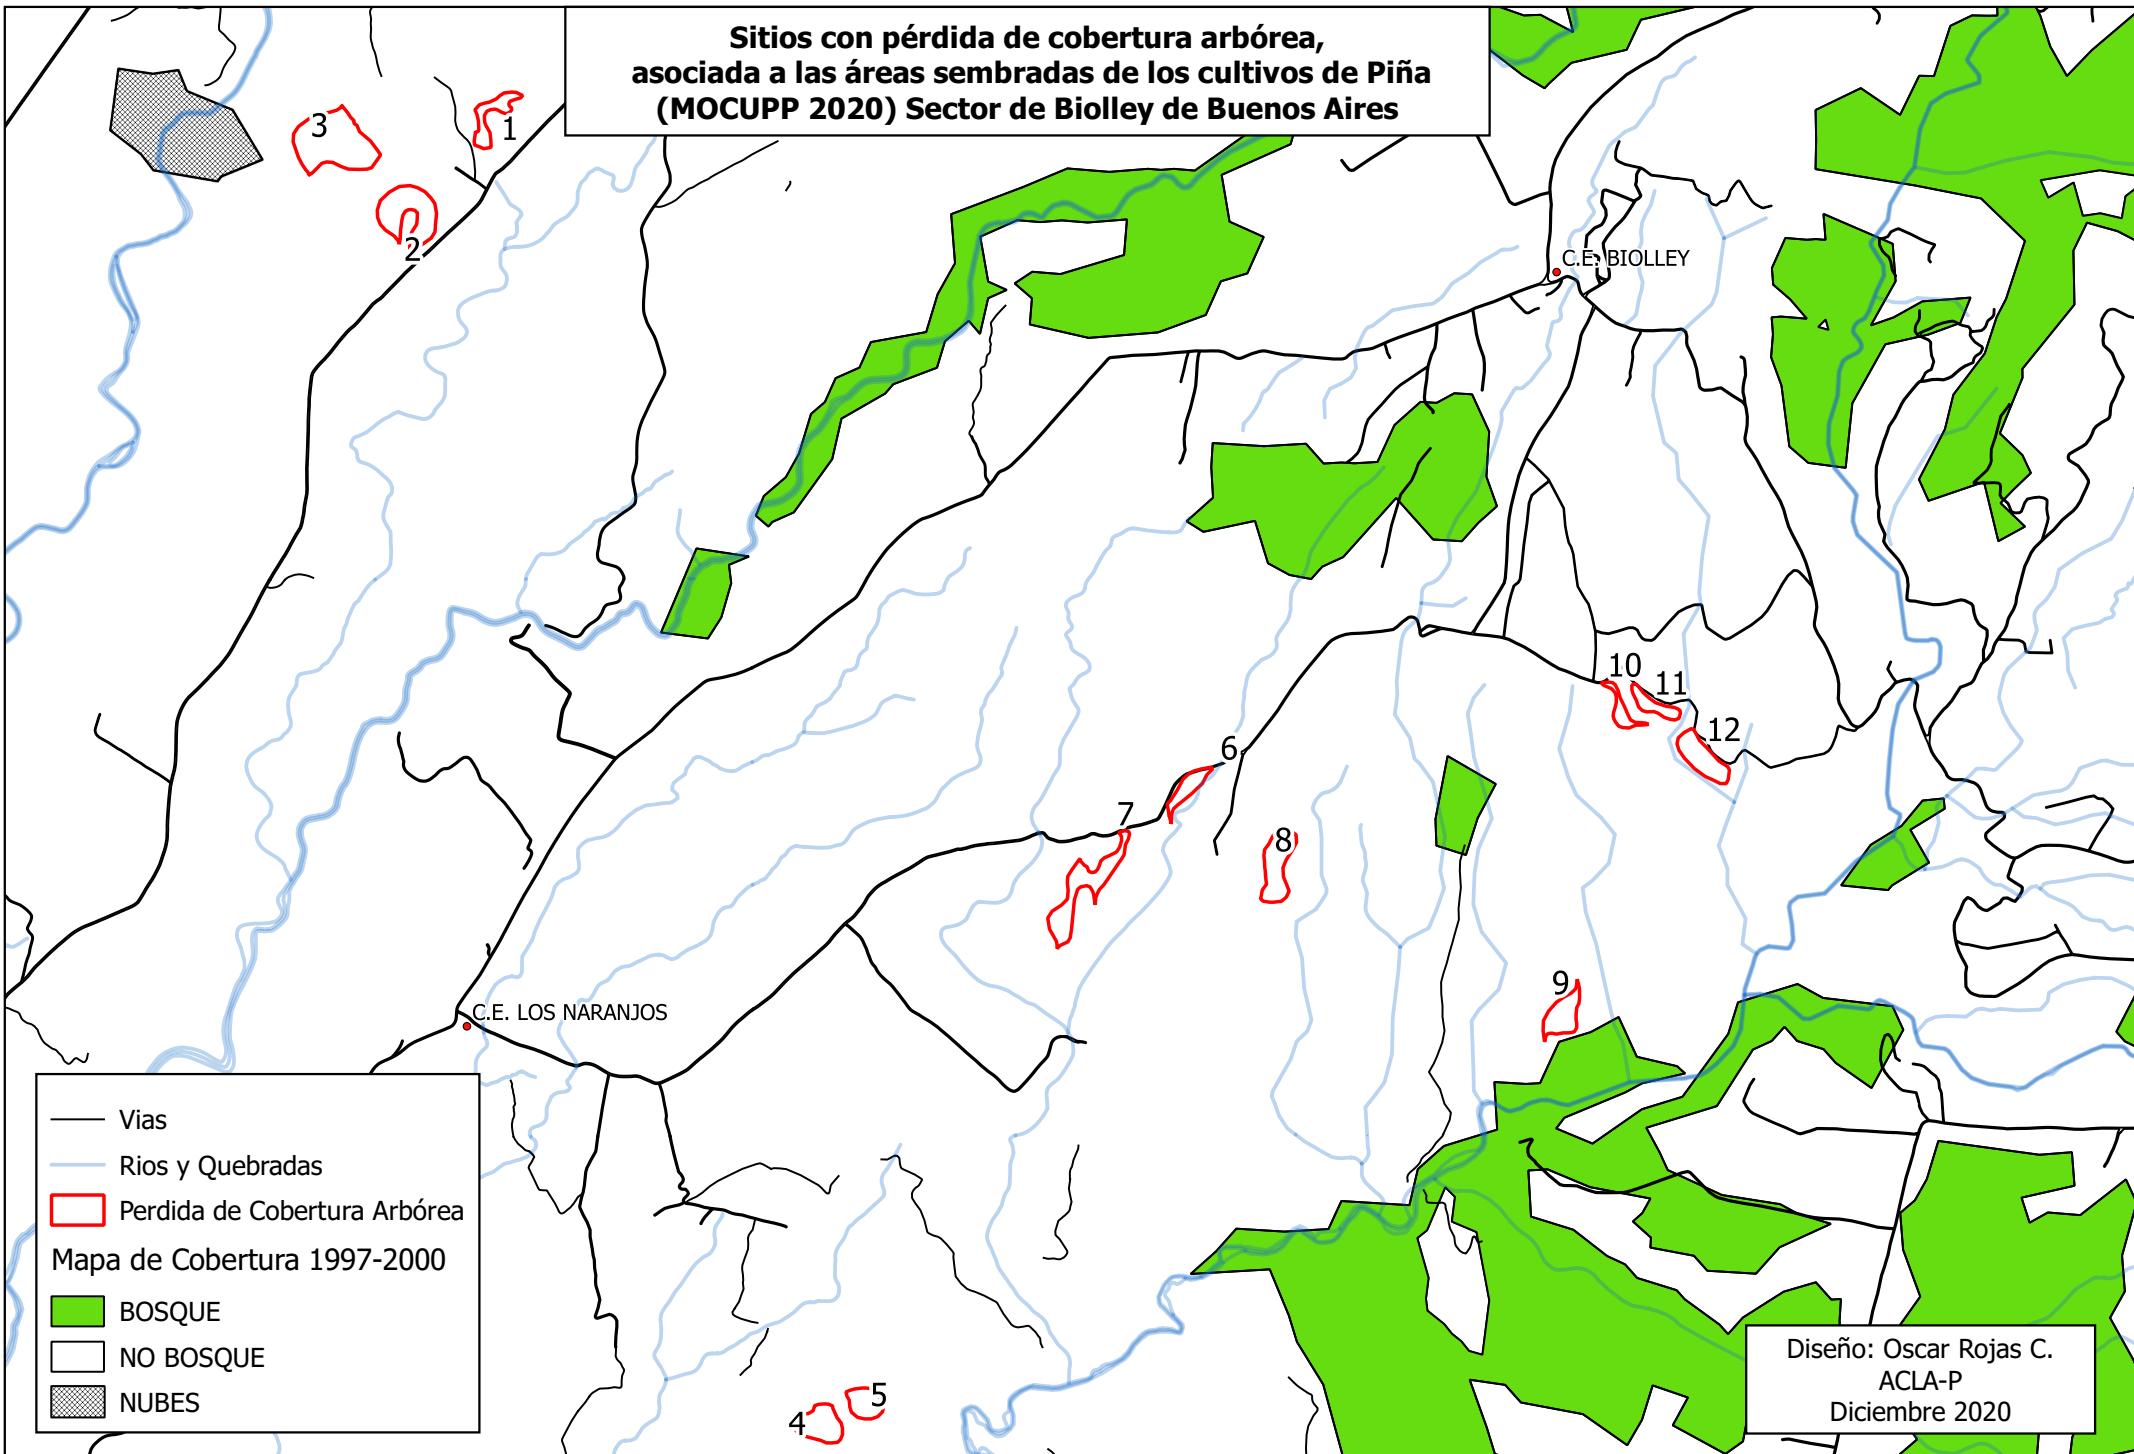 Sitios con pérdida de cobertura arbórea,
asociada a las áreas sembradas de los cultivos de Piña
(MOCUPP 2020) Sector de Biolley de Buenos Aires
3
1
2
C.E. BIOLLEY
10
11
12
6
7
8
9
C.E. LOS NARANJOS
4
5
Vias
Rios y Quebradas
Perdida de Cobertura Arbórea
Mapa de Cobertura 1997-2000
BOSQUE
NO BOSQUE
NUBES
Diseño: Oscar Rojas C.
ACLA-P
Diciembre 2020